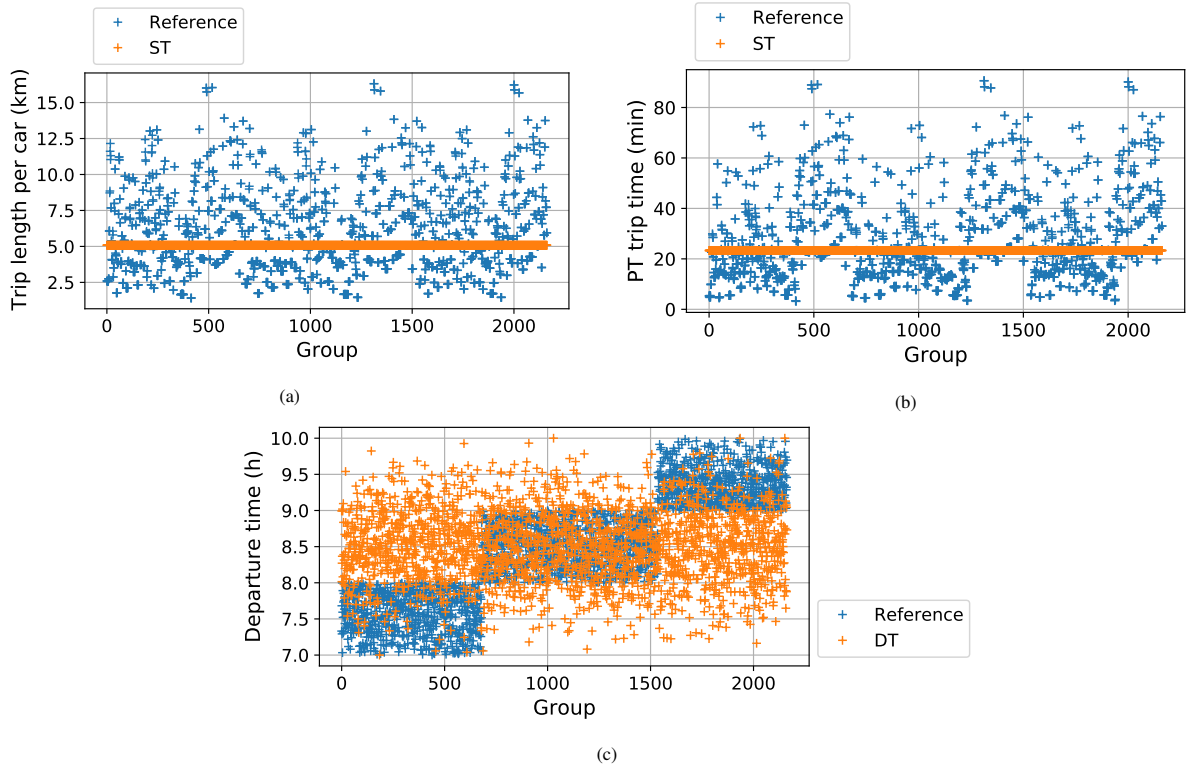 Reference
ST
Trip length per car (km)
15.0
12.5
10.0
7.5
5.0
2.5
0 500 1000 1500 2000
Group
(a)
Reference
ST
PT trip time (min)
80
60
40
20
0
0 500 1000 1500 2000
Group
(b)
Departure time (h)
10.0
9.5
9.0
8.5
8.0
7.5
7.0
0 500 1000 1500 2000
Group
Reference
DT
(c)